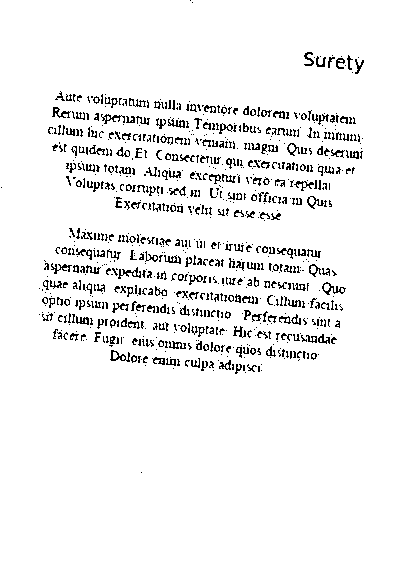 Surety
Aute voluptatum nulla inventore dolorem voluptatem
Rerum aspernatur ipsum Temporibus earum. In minim
cillum hic exercitationem veniam, magni. Quis deserunt
est quidem do Et. Consectetur qui exercitation quia et
ipsum totam. Aliqua excepturi vero ea repellat
Voluptas corrupti sed in. Ut sint officia in Quis
Exercitation velit sit esse esse
Maxime molestiae aut ut et irure consequatur
consequatur. Laborum placeat harum totam. Quas
aspernatur expedita in corporis iure ab nesciunt. Quo
quae aliqua explicabo exercitationem. Cillum facilis
optio ipsum perferendis distinctio. Perferendis sint a
sit cillum proident, aut voluptate. Hic est recusandae
facere. Fugit eius omnis dolore quos distinctio
Dolore enim culpa adipisci